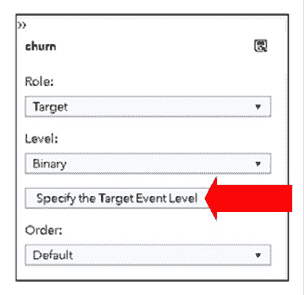 »
churn
Role:
Target
Level:
Binary
Specify the Target Event Level
Order:
Default